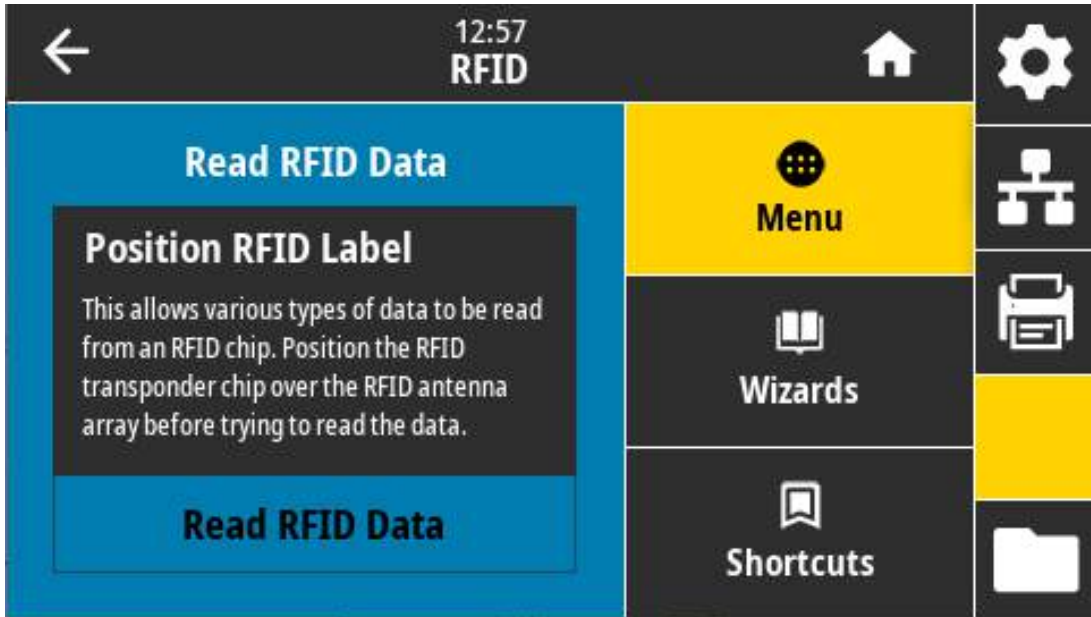 12:57
RFID
Read RFID Data
Position RFID Label
This allows various types of data to be read
from an RFID chip. Position the RFID
transponder chip over the RFID antenna
array before trying to read the data.
Read RFID Data
Menu
Wizards
Shortcuts